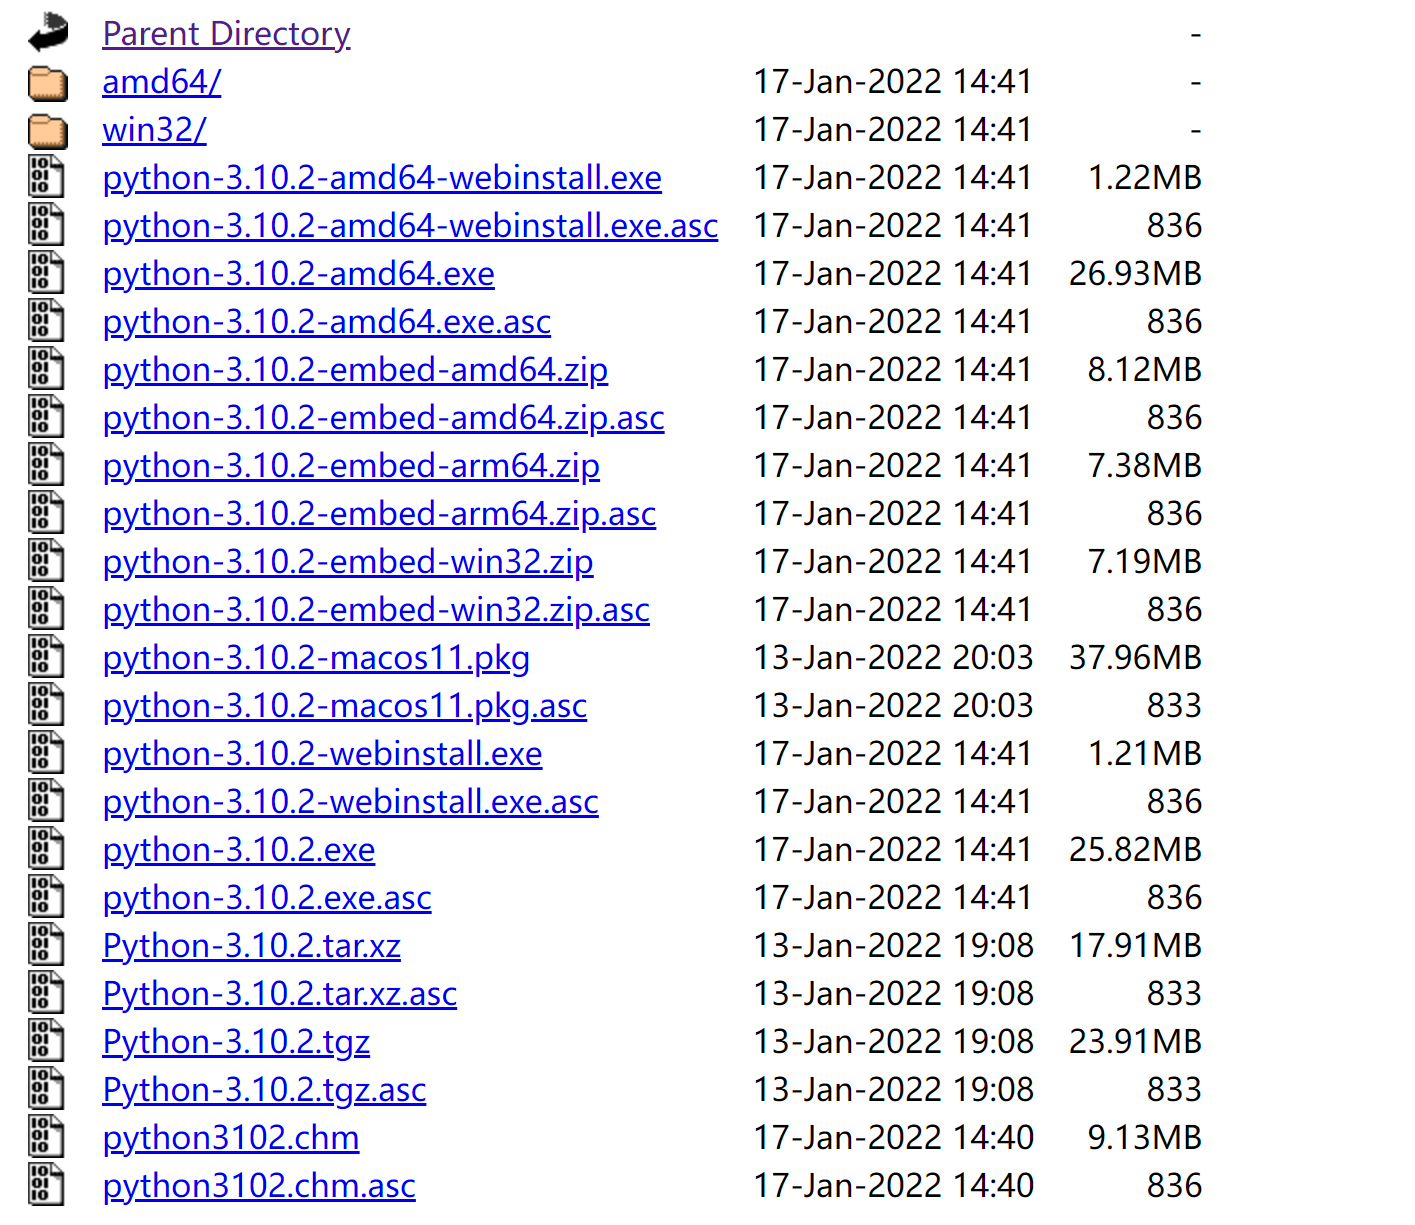 Parent Directory -
amd64/ 17-Jan-2022 14:41 -
win32/ 17-Jan-2022 14:41 -
python-3.10.2-amd64-webinstall.exe 17-Jan-2022 14:41 1.22MB
python-3.10.2-amd64-webinstall.exe.asc 17-Jan-2022 14:41 836
python-3.10.2-amd64.exe 17-Jan-2022 14:41 26.93MB
python-3.10.2-amd64.exe.asc 17-Jan-2022 14:41 836
python-3.10.2-embed-amd64.zip 17-Jan-2022 14:41 8.12MB
python-3.10.2-embed-amd64.zip.asc 17-Jan-2022 14:41 836
python-3.10.2-embed-arm64.zip 17-Jan-2022 14:41 7.38MB
python-3.10.2-embed-arm64.zip.asc 17-Jan-2022 14:41 836
python-3.10.2-embed-win32.zip 17-Jan-2022 14:41 7.19MB
python-3.10.2-embed-win32.zip.asc 17-Jan-2022 14:41 836
python-3.10.2-macos11.pkg 13-Jan-2022 20:03 37.96MB
python-3.10.2-macos11.pkg.asc 13-Jan-2022 20:03 833
python-3.10.2-webinstall.exe 17-Jan-2022 14:41 1.21MB
python-3.10.2-webinstall.exe.asc 17-Jan-2022 14:41 836
python-3.10.2.exe 17-Jan-2022 14:41 25.82MB
python-3.10.2.exe.asc 17-Jan-2022 14:41 836
Python-3.10.2.tar.xz 13-Jan-2022 19:08 17.91MB
Python-3.10.2.tar.xz.asc 13-Jan-2022 19:08 833
Python-3.10.2.tgz 13-Jan-2022 19:08 23.91MB
Python-3.10.2.tgz.asc 13-Jan-2022 19:08 833
python3102.chm 17-Jan-2022 14:40 9.13MB
python3102.chm.asc 17-Jan-2022 14:40 836